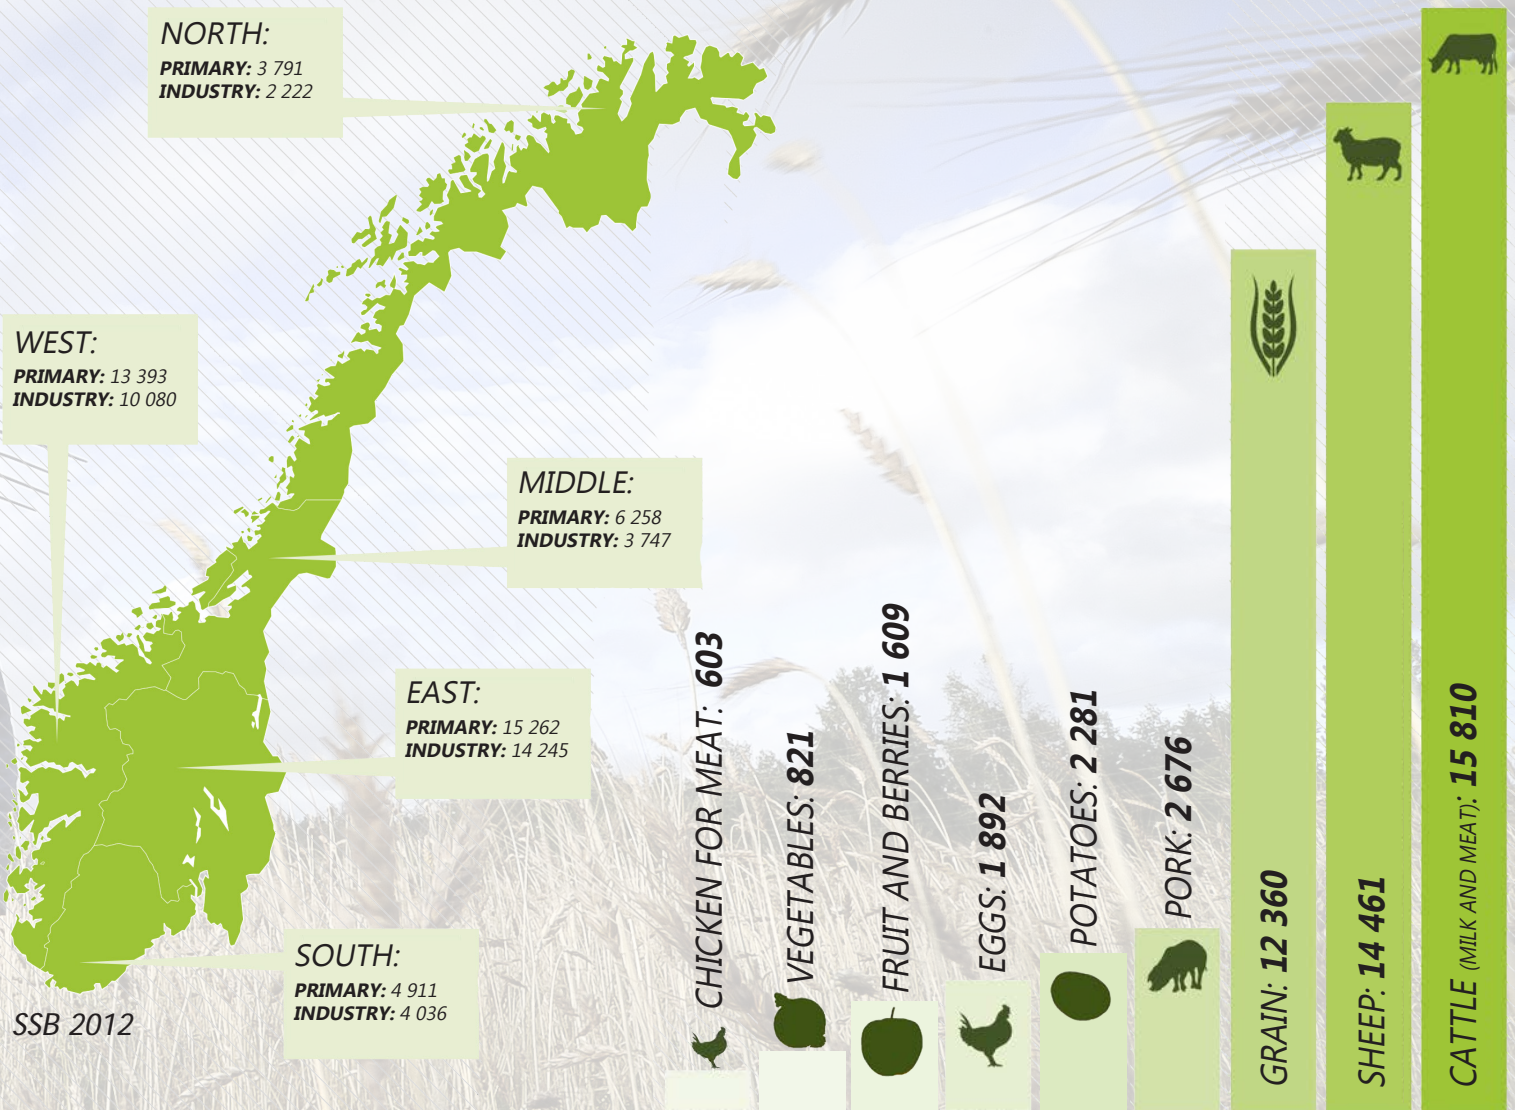 NORTH:
PRIMARY: 3 791
INDUSTRY: 2 222
WEST:
PRIMARY: 13 393
INDUSTRY: 10 080
MIDDLE:
PRIMARY: 6 258
INDUSTRY: 3 747
EAST:
PRIMARY: 15 262
INDUSTRY: 14 245
SOUTH:
PRIMARY: 4 911
INDUSTRY: 4 036
SSB 2012
CHICKEN FOR MEAT: 603
VEGETABLES: 821
FRUIT AND BERRIES: 1 609
EGGS: 1 892
POTATOES: 2 281
PORK: 2 676
GRAIN: 12 360
SHEEP: 14 461
CATTLE (MILK AND MEAT): 15 810